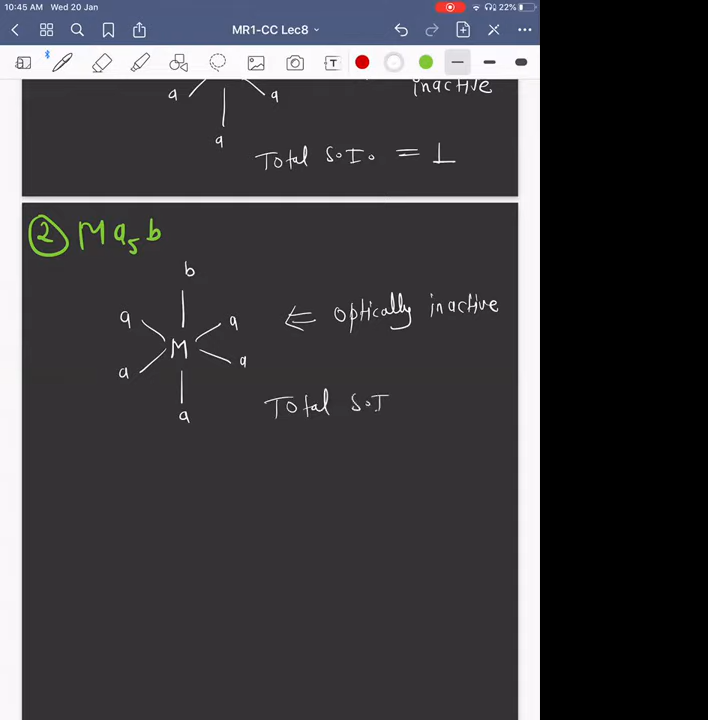 10:45 AM Wed 20 Jan 22%
MR1-CC Lec8
T
a a inactive
a
Total S.I. = 1
2 Ma5b
b
a a ← optically inactive
M
a a
a Total S.I